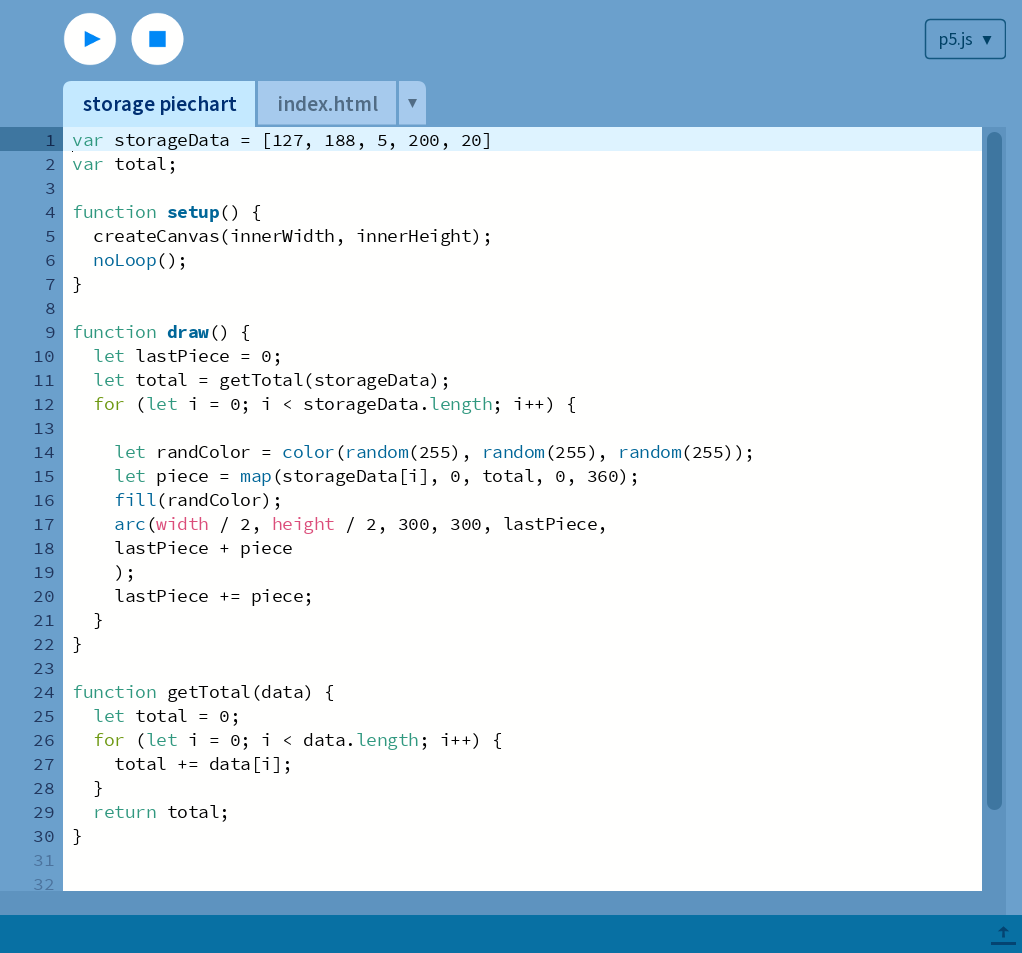 p5.js ▼
storage piechart index.html ▼
1 var storageData = [127, 188, 5, 200, 20]
2 var total;
3
4 function setup() {
5   createCanvas(innerWidth, innerHeight);
6   noLoop();
7 }
8
9 function draw() {
10   let lastPiece = 0;
11   let total = getTotal(storageData);
12   for (let i = 0; i < storageData.length; i++) {
13
14     let randColor = color(random(255), random(255), random(255));
15     let piece = map(storageData[i], 0, total, 0, 360);
16     fill(randColor);
17     arc(width / 2, height / 2, 300, 300, lastPiece,
18     lastPiece + piece
19     );
20     lastPiece += piece;
21   }
22 }
23
24 function getTotal(data) {
25   let total = 0;
26   for (let i = 0; i < data.length; i++) {
27     total += data[i];
28   }
29   return total;
30 }
31
32